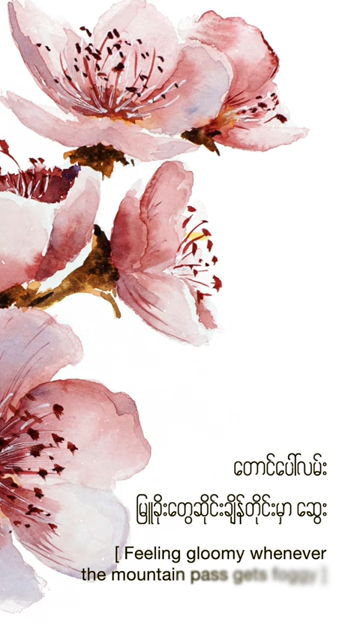 တောင်ပေါ်လမ်း
မြူခိုးတွေဆိုင်းချိန်တိုင်းမှာ ဆွေး
[ Feeling gloomy whenever
the mountain pass gets foggy ]